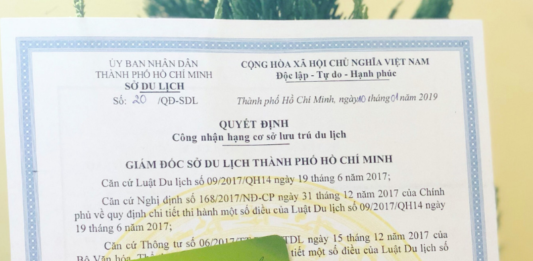 ỦY BAN NHÂN DÂN
THÀNH PHỐ HỒ CHÍ MINH
SỞ DU LỊCH
Số: 20 /QĐ-SDL
CỘNG HÒA XÃ HỘI CHỦ NGHĨA VIỆT NAM
Độc lập - Tự do - Hạnh phúc
Thành phố Hồ Chí Minh, ngày 10 tháng 01 năm 2019
QUYẾT ĐỊNH
Công nhận hạng cơ sở lưu trú du lịch
GIÁM ĐỐC SỞ DU LỊCH THÀNH PHỐ HỒ CHÍ MINH
Căn cứ Luật Du lịch số 09/2017/QH14 ngày 19 tháng 6 năm 2017;
Căn cứ Nghị định số 168/2017/NĐ-CP ngày 31 tháng 12 năm 2017 của Chính
phủ về quy định chi tiết thi hành một số điều của Luật Du lịch số 09/2017/QH14 ngày
19 tháng 6 năm 2017;
Căn cứ Thông tư số 06/2017/ TDL ngày 15 tháng 12 năm 2017 của
Bộ Văn hóa, tiết một số điều của Luật Du lịch số